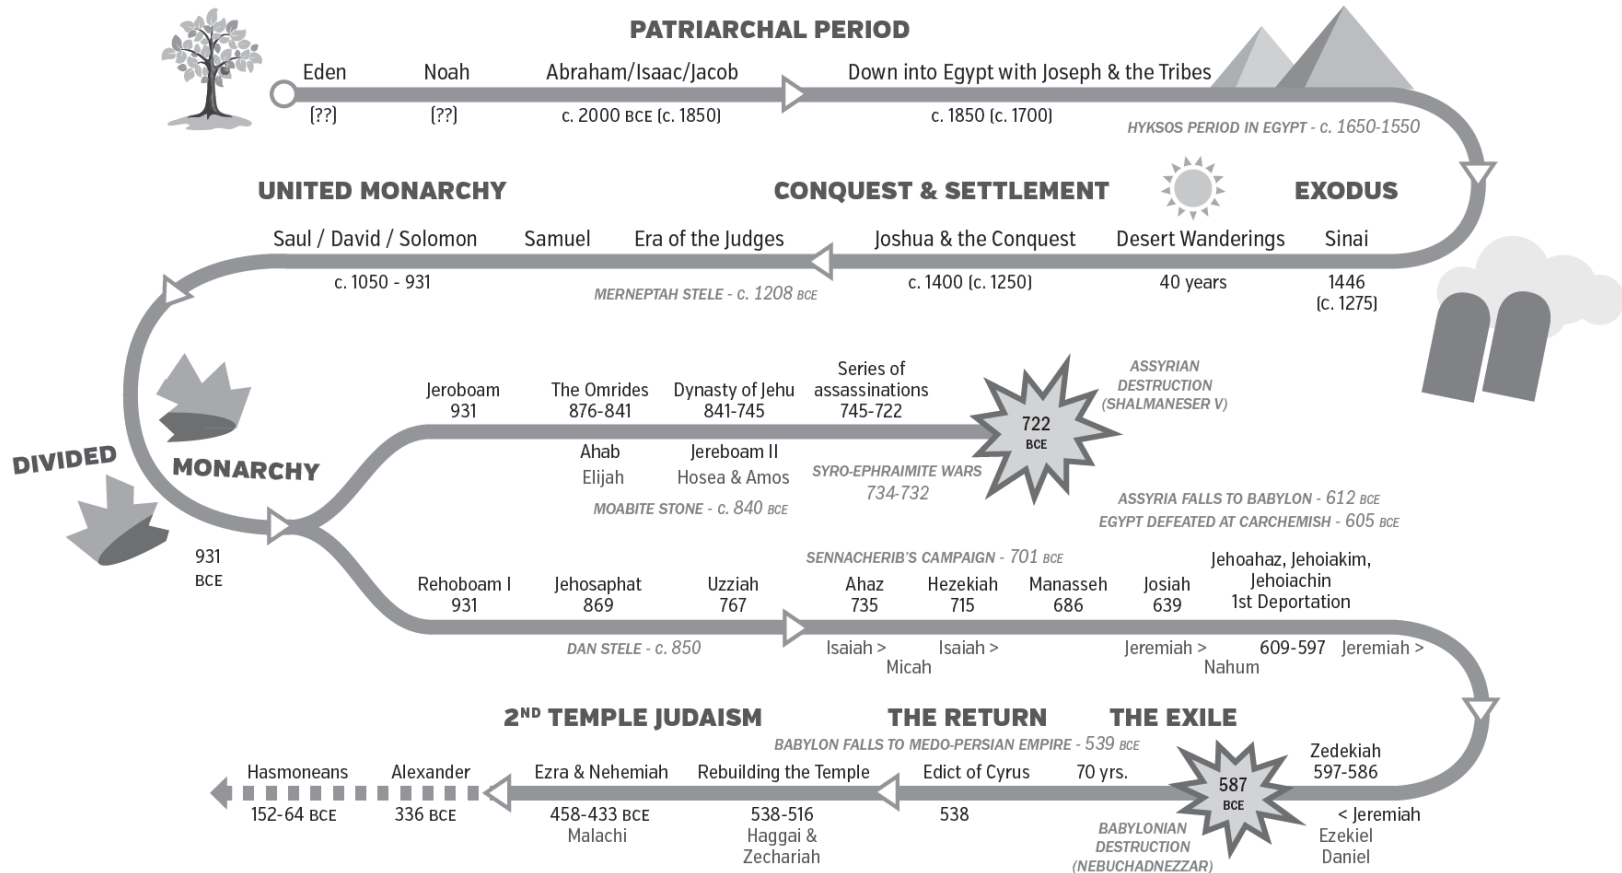 PATRIARCHAL PERIOD
Eden
Noah
Abraham/Isaac/Jacob
Down into Egypt with Joseph & the Tribes
(??)
(??)
c. 2000 BCE (c. 1850)
c. 1850 (c. 1700)
HYKSOS PERIOD IN EGYPT - c. 1650-1550
UNITED MONARCHY
CONQUEST & SETTLEMENT
EXODUS
Saul / David / Solomon
Samuel
Era of the Judges
Joshua & the Conquest
Desert Wanderings
Sinai
c. 1050 - 931
MERNEPTAH STELE - c. 1208 BCE
c. 1400 (c. 1250)
40 years
1446
(c. 1275)
DIVIDED
MONARCHY
931
BCE
Jeroboam
931
The Omrides
876-841
Dynasty of Jehu
841-745
Series of
assassinations
745-722
722
BCE
ASSYRIAN
DESTRUCTION
(SHALMANESER V)
Ahab
Elijah
Jereboam II
Hosea & Amos
SYRO-EPHRAIMITE WARS
734-732
MOABITE STONE - c. 840 BCE
ASSYRIA FALLS TO BABYLON - 612 BCE
EGYPT DEFEATED AT CARCHEMISH - 605 BCE
SENNACHERIB'S CAMPAIGN - 701 BCE
Rehoboam I
931
Jehosaphat
869
Uzziah
767
Ahaz
735
Hezekiah
715
Manasseh
686
Josiah
639
Jehoahaz, Jehoiakim,
Jehoiachin
1st Deportation
DAN STELE - c. 850
Isaiah >
Micah
Isaiah >
Jeremiah >
Nahum
609-597
Jeremiah >
2ND TEMPLE JUDAISM
THE RETURN
THE EXILE
BABYLON FALLS TO MEDO-PERSIAN EMPIRE - 539 BCE
Hasmoneans
Alexander
Ezra & Nehemiah
Rebuilding the Temple
Edict of Cyrus
70 yrs.
587
BCE
Zedekiah
597-586
152-64 BCE
336 BCE
458-433 BCE
Malachi
538-516
Haggai &
Zechariah
538
BABYLONIAN
DESTRUCTION
(NEBUCHADNEZZAR)
< Jeremiah
Ezekiel
Daniel